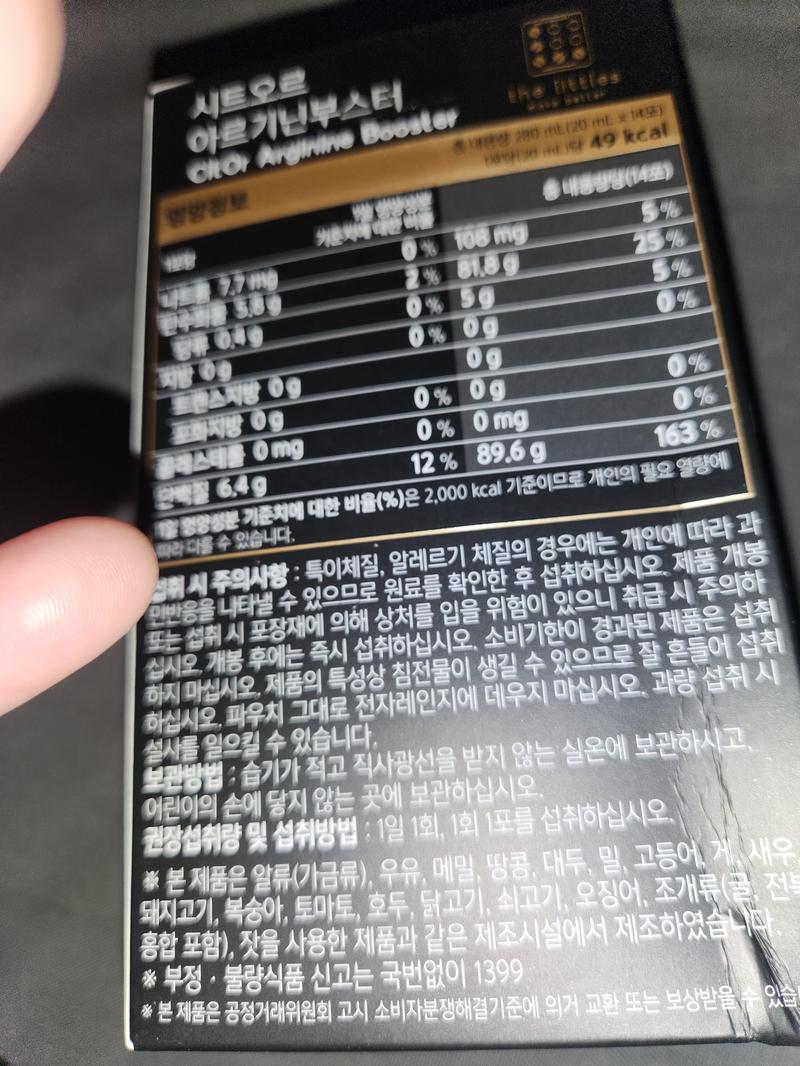 the littles
시트오르
아르기닌부스터
CitOr Arginine Booster
총 내용량 280 mL(20 mL x 14포)
1포당(20 mL)당 49 kcal
영양정보
1일 영양성분 기준치에 대한 비율 총 내용량당(14포)
1포당
나트륨 7.7 mg 0 % 108 mg 5 %
탄수화물 5.8 g 2 % 81.8 g 25 %
당류 0.4 g 0 % 5 g 5 %
지방 0 g 0 % 0 g 0 %
트랜스지방 0 g 0 g
포화지방 0 g 0 % 0 g 0 %
콜레스테롤 0 mg 0 % 0 mg 0 %
단백질 6.4 g 12 % 89.6 g 163 %
1일 영양성분 기준치에 대한 비율(%)은 2,000 kcal 기준이므로 개인의 필요 열량에
따라 다를 수 있습니다.
섭취 시 주의사항 : 특이체질, 알레르기 체질의 경우에는 개인에 따라 과
민반응을 나타낼 수 있으므로 원료를 확인한 후 섭취하십시오. 제품 개봉
또는 섭취 시 포장재에 의해 상처를 입을 위험이 있으니 취급 시 주의하
십시오. 개봉 후에는 즉시 섭취하십시오. 소비기한이 경과된 제품은 섭취
하지 마십시오. 제품의 특성상 침전물이 생길 수 있으므로 잘 흔들어 섭취
하십시오. 파우치 그대로 전자레인지에 데우지 마십시오. 과량 섭취 시
설사를 일으킬 수 있습니다.
보관방법 : 습기가 적고 직사광선을 받지 않는 실온에 보관하시고,
어린이의 손에 닿지 않는 곳에 보관하십시오.
권장섭취량 및 섭취방법 : 1일 1회, 1회 1포를 섭취하십시오.
※ 본 제품은 알류(가금류), 우유, 메밀, 땅콩, 대두, 밀, 고등어, 게, 새우,
돼지고기, 복숭아, 토마토, 호두, 닭고기, 쇠고기, 오징어, 조개류(굴, 전복
홍합 포함), 잣을 사용한 제품과 같은 제조시설에서 제조하였습니다.
※ 부정 · 불량식품 신고는 국번없이 1399
※ 본 제품은 공정거래위원회 고시 소비자분쟁해결기준에 의거 교환 또는 보상받을 수 있습